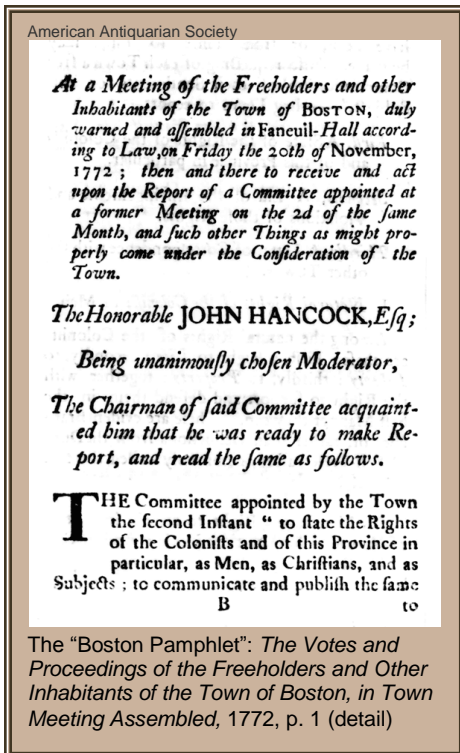 American Antiquarian Society
At a Meeting of the Freeholders and other
Inhabitants of the Town of BOSTON, duly
warned and aſſembled in Faneuil-Hall accord-
ing to Law, on Friday the 20th of November,
1772 ; then and there to receive and act
upon the Report of a Committee appointed at
a former Meeting on the 2d of the ſame
Month, and ſuch other Things as might pro-
perly come under the Conſideration of the
Town.
The Honorable JOHN HANCOCK, Eſq;
Being unanimouſly choſen Moderator,
The Chairman of ſaid Committee acquaint-
ed him that he was ready to make Re-
port, and read the ſame as follows.
THE Committee appointed by the Town
the ſecond Inſtant “ to ſtate the Rights
of the Coloniſts and of this Province in
particular, as Men, as Chriſtians, and as
Subjects ; to communicate and publiſh the ſame
B to
The “Boston Pamphlet”: The Votes and
Proceedings of the Freeholders and Other
Inhabitants of the Town of Boston, in Town
Meeting Assembled, 1772, p. 1 (detail)